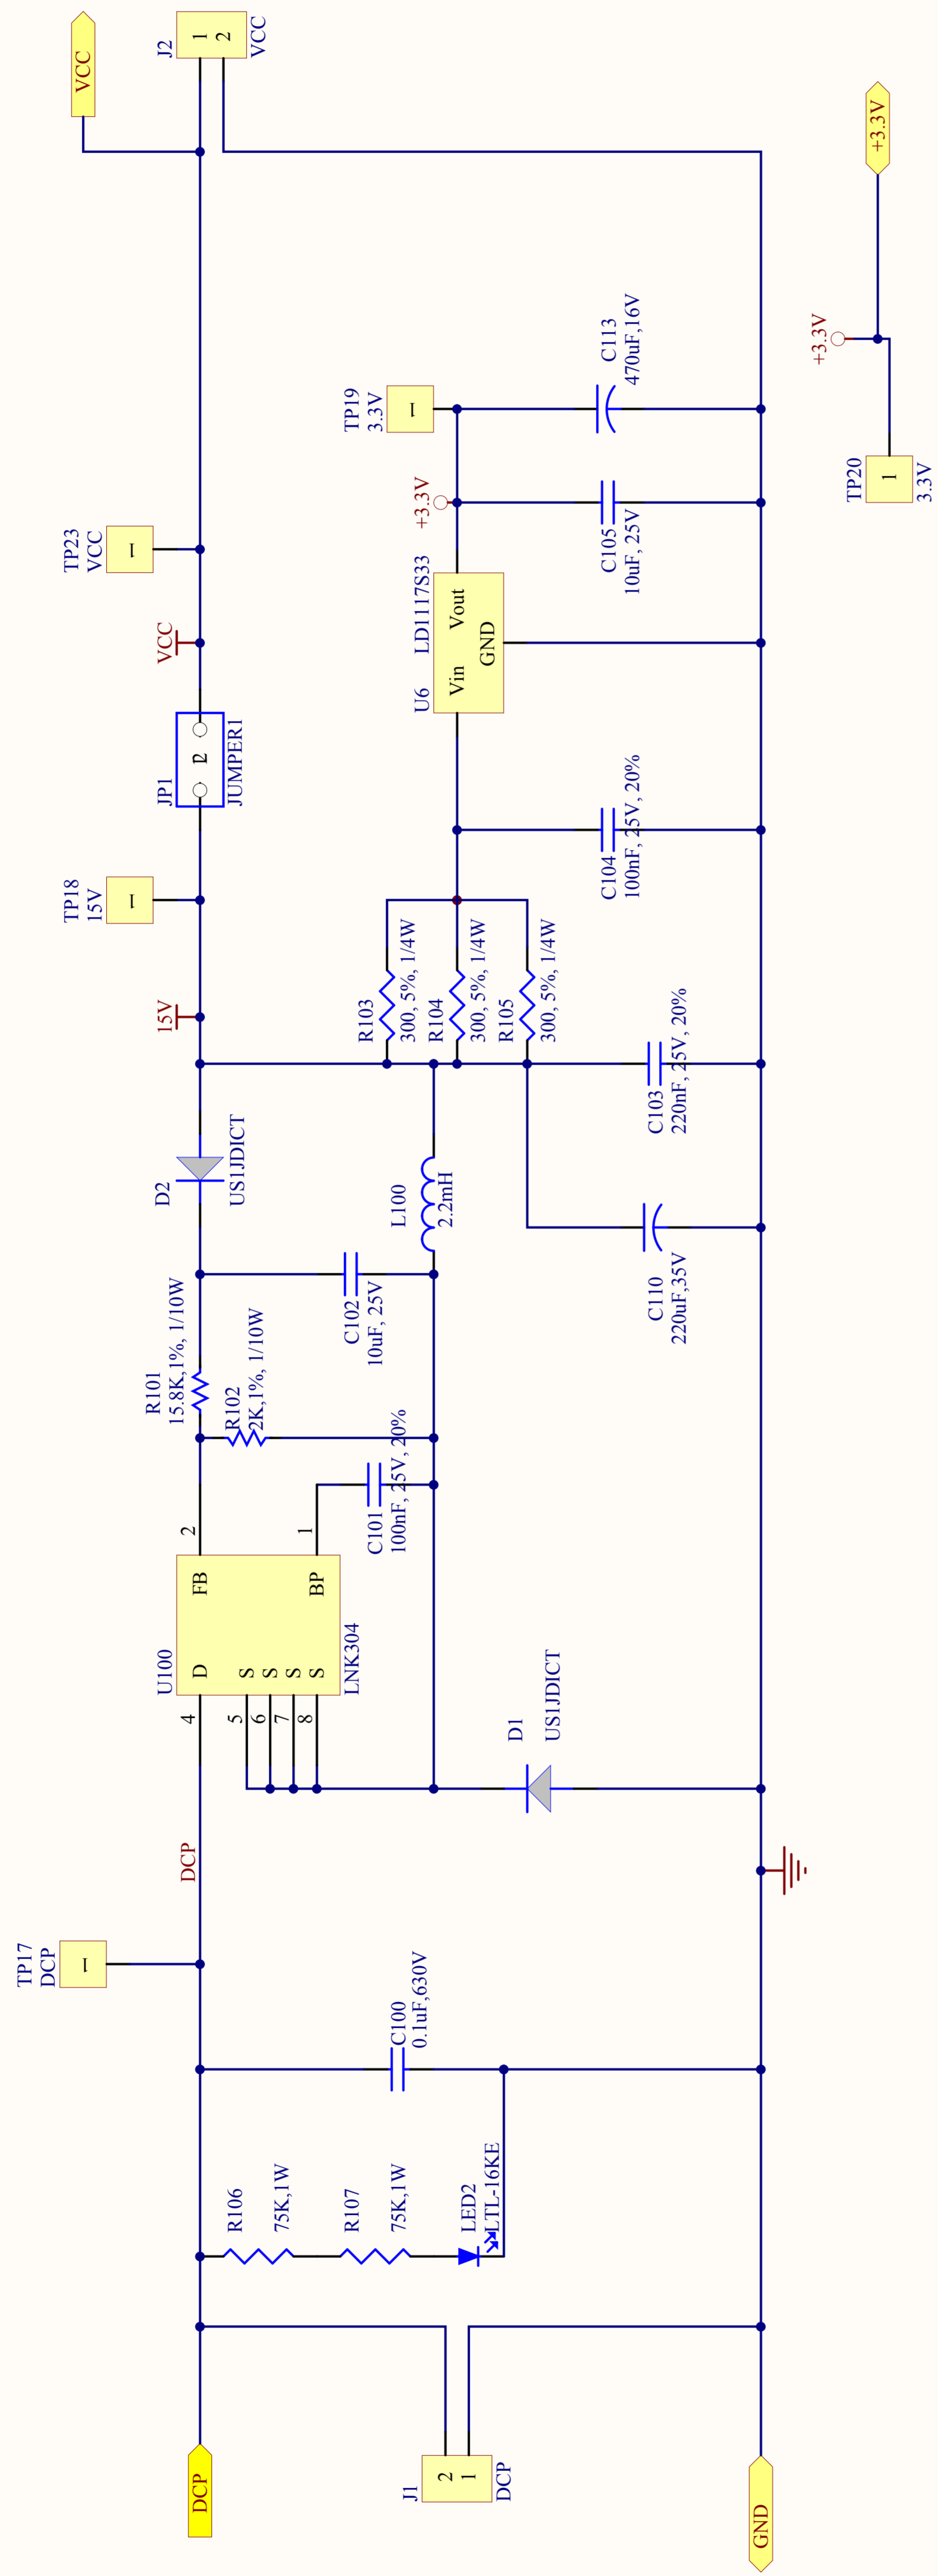 DCP
GND
J1
2
1
DCP
R106
75K,1W
R107
75K,1W
LED2
LTL-16KE
C100
0.1uF,630V
TP17
DCP
1
DCP
U100
LNK304
D
FB
S
S
S
S
BP
4
5
6
7
8
2
1
D1
US1JDICT
C101
100nF, 25V, 20%
R101
15.8K,1%, 1/10W
R102
2K,1%, 1/10W
C102
10uF, 25V
D2
US1JDICT
L100
2.2mH
C110
220uF,35V
C103
220nF, 25V, 20%
15V
R103
300, 5%, 1/4W
R104
300, 5%, 1/4W
R105
300, 5%, 1/4W
TP18
15V
1
C104
100nF, 25V, 20%
JP1
1
2
JUMPER1
VCC
U6
LD1117S33
Vin
Vout
GND
TP23
VCC
1
+3.3V
C105
10uF, 25V
TP19
3.3V
1
C113
470uF,16V
J2
1
2
VCC
VCC
TP20
3.3V
1
+3.3V
+3.3V